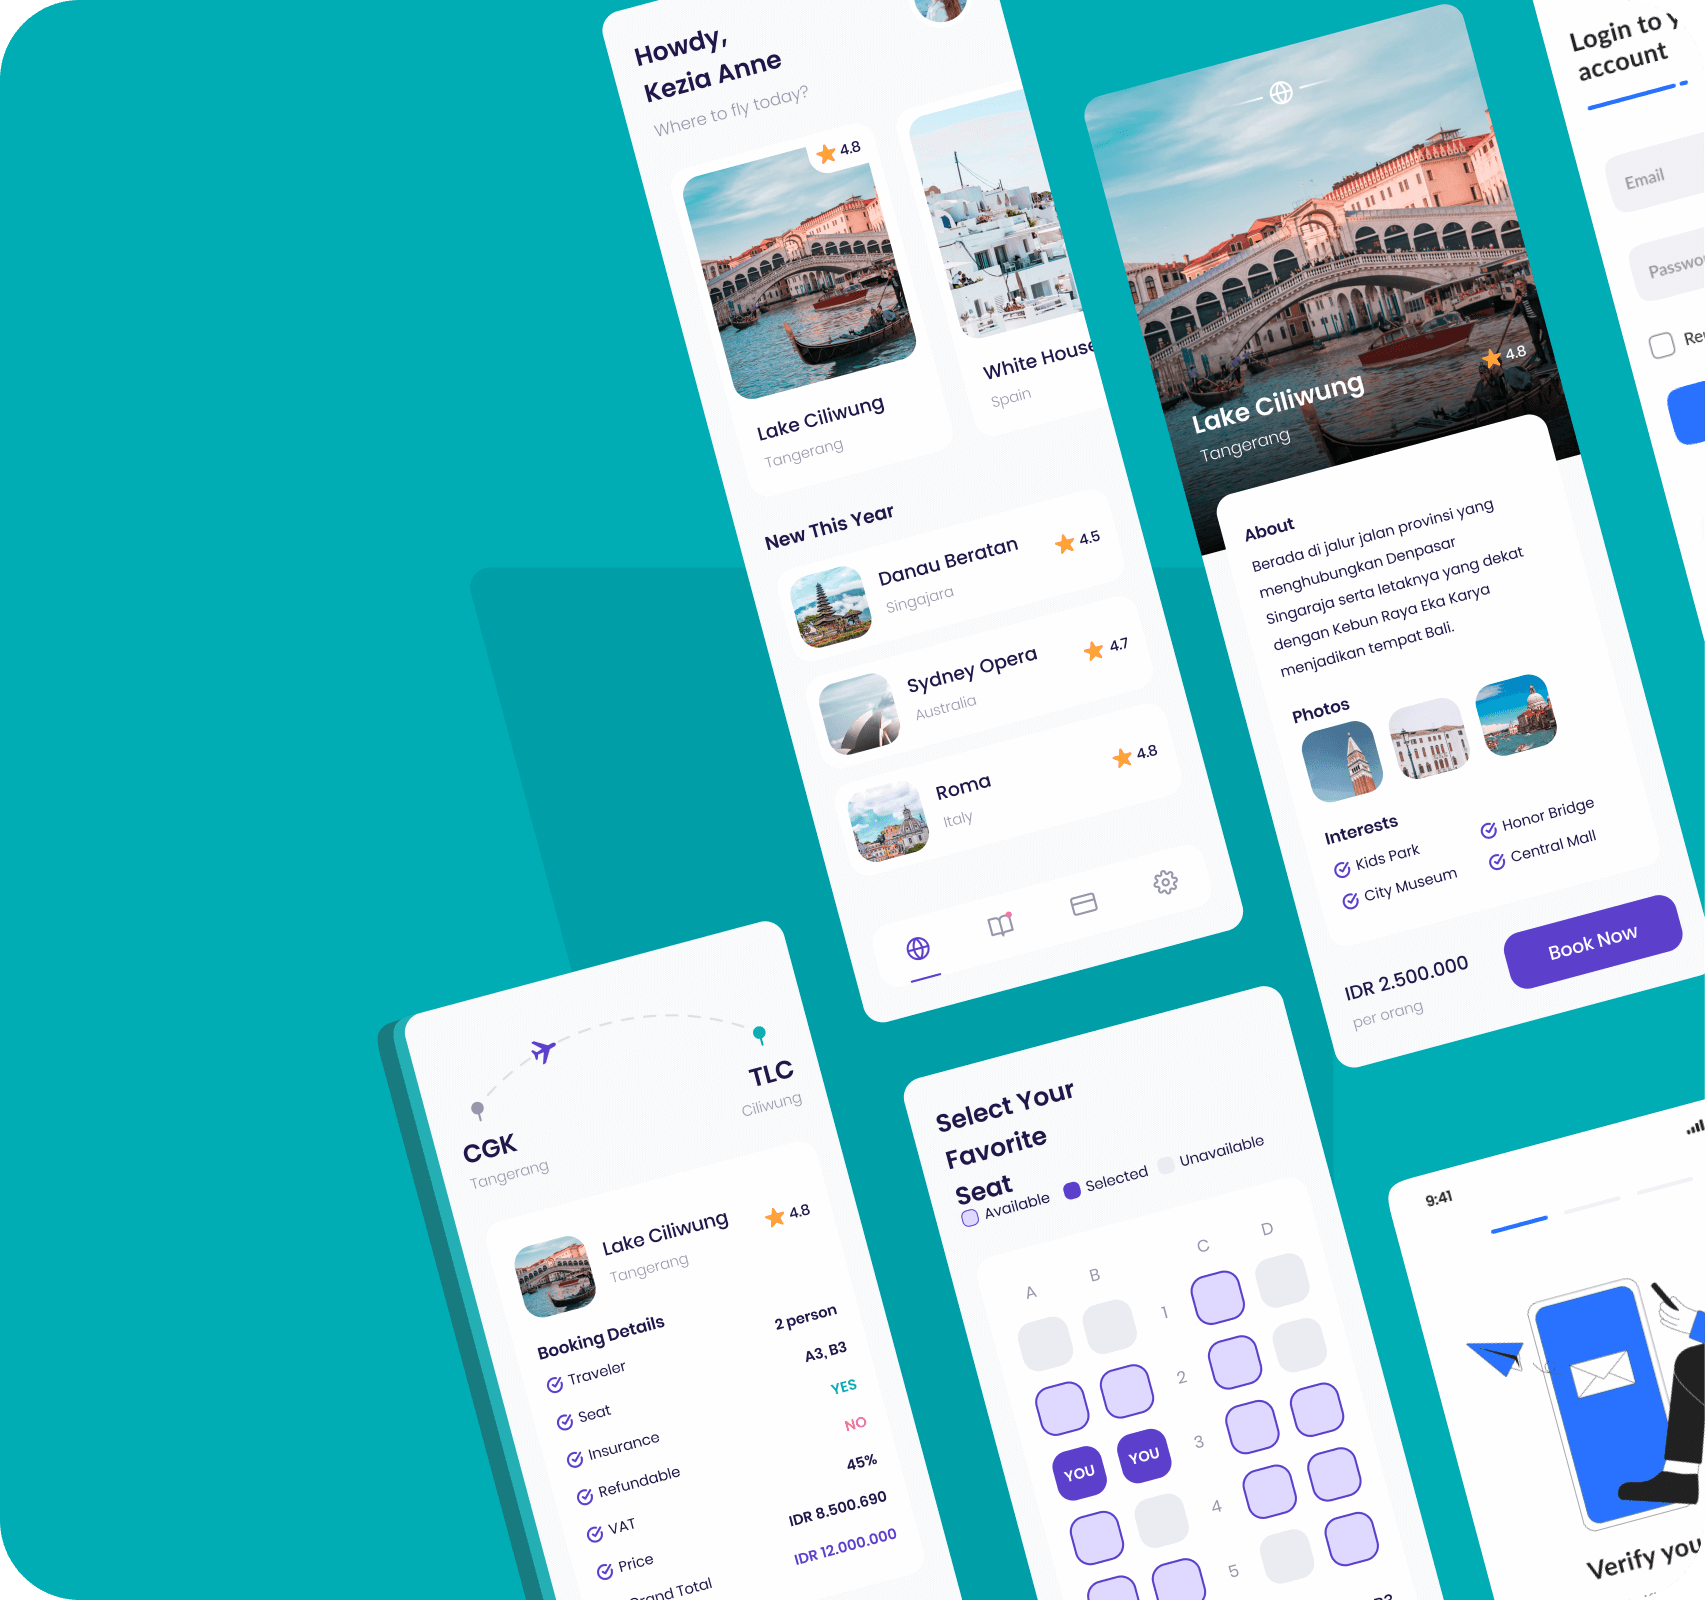 Howdy,
Kezia Anne
Where to fly today?
4.8
Lake Ciliwung
Tangerang
White House
Spain
New This Year
Danau Beratan
Singajara
4.5
Sydney Opera
Australia
4.7
Roma
Italy
4.8
4.8
Lake Ciliwung
Tangerang
About
Berada di jalur jalan provinsi yang
menghubungkan Denpasar
Singaraja serta letaknya yang dekat
dengan Kebun Raya Eka Karya
menjadikan tempat Bali.
Photos
Interests
Kids Park
Honor Bridge
City Museum
Central Mall
IDR 2.500.000
per orang
Book Now
Login to
account
Email
CGK
Tangerang
TLC
Ciliwung
Lake Ciliwung
Tangerang
4.8
Booking Details
Traveler
2 person
Seat
A3, B3
Insurance
YES
Refundable
NO
VAT
45%
Price
IDR 8.500.690
Grand Total
IDR 12.000.000
Select Your
Favorite
Seat
Available
Selected
Unavailable
A
B
C
D
1
2
YOU
YOU
3
4
5
9:41
Verify you